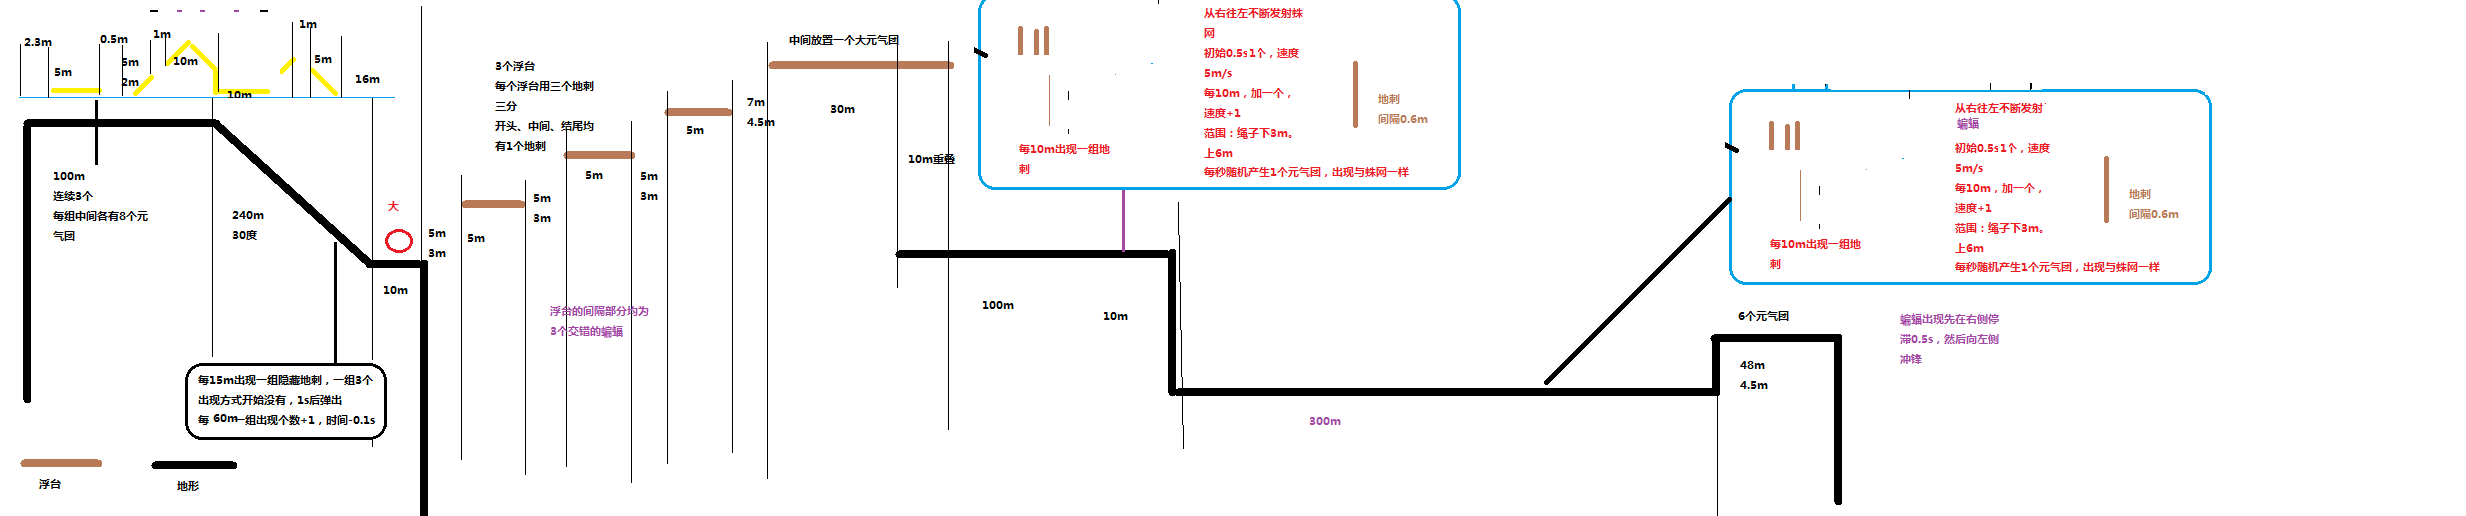 2.3m
5m
0.5m
5m
2m
1m
10m
10m
1m
5m
16m
100m
连续3个
每组中间各有8个元
气团
240m
30度
大
10m
每15m出现一组隐藏地刺，一组3个
出现方式开始没有，1s后弹出
每 60m一组出现个数+1，时间-0.1s
浮台
地形
5m
3m
5m
3个浮台
每个浮台用三个地刺
三分
开头、中间、结尾均
有1个地刺
5m
3m
5m
5m
3m
5m
7m
4.5m
浮台的间隔部分均为
3个交错的蝙蝠
中间放置一个大元气团
30m
10m重叠
每10m出现一组地
刺
从右往左不断发射蛛
网
初始0.5s1个，速度
5m/s
每10m，加一个，
速度+1
范围：绳子下3m。
上6m
每秒随机产生1个元气团，出现与蛛网一样
地刺
间隔0.6m
100m
10m
300m
每10m出现一组地
刺
从右往左不断发射
蝙蝠
初始0.5s1个，速度
5m/s
每10m，加一个，
速度+1
范围：绳子下3m。
上6m
每秒随机产生1个元气团，出现与蛛网一样
地刺
间隔0.6m
6个元气团
48m
4.5m
蝙蝠出现先在右侧停
滞0.5s，然后向左侧
冲锋